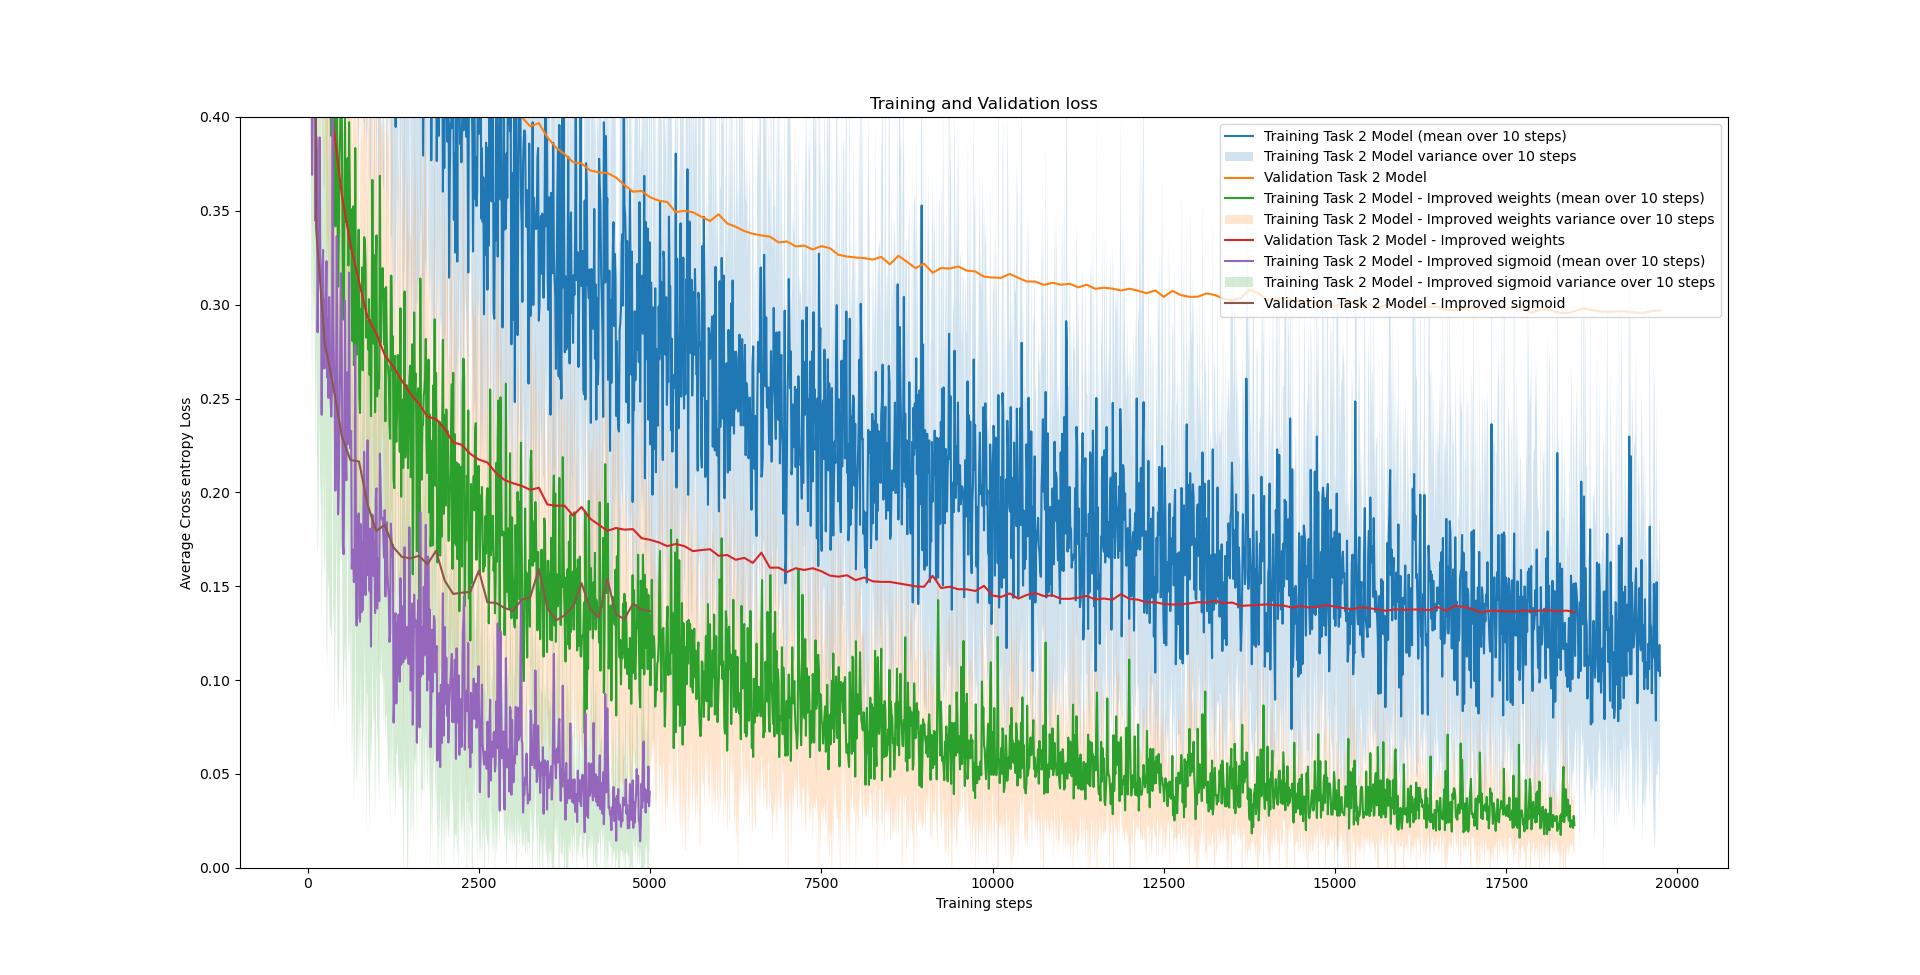 Training and Validation loss
0.40
0.35
0.30
0.25
0.20
0.15
0.10
0.05
0.00
Average Cross entropy Loss
Training Task 2 Model (mean over 10 steps)
Training Task 2 Model variance over 10 steps
Validation Task 2 Model
Training Task 2 Model - Improved weights (mean over 10 steps)
Training Task 2 Model - Improved weights variance over 10 steps
Validation Task 2 Model - Improved weights
Training Task 2 Model - Improved sigmoid (mean over 10 steps)
Training Task 2 Model - Improved sigmoid variance over 10 steps
Validation Task 2 Model - Improved sigmoid
0 2500 5000 7500 10000 12500 15000 17500 20000
Training steps